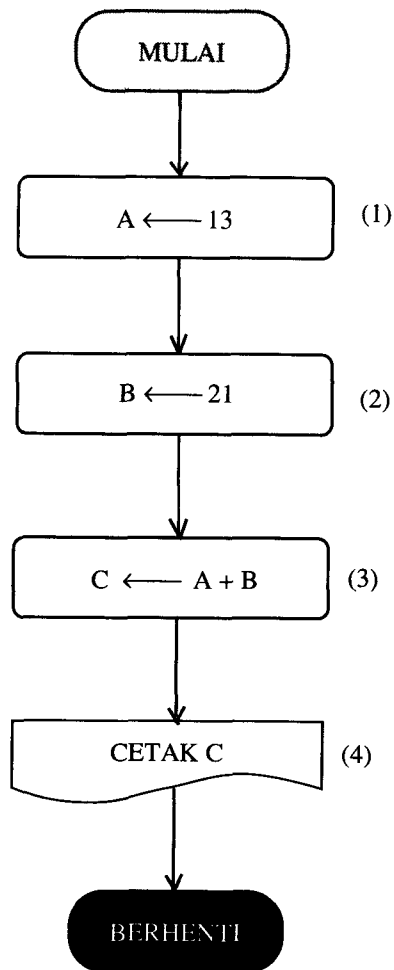 MULAI
A ← 13 (1)
B ← 21 (2)
C ← A + B (3)
CETAK C (4)
BERHENTI